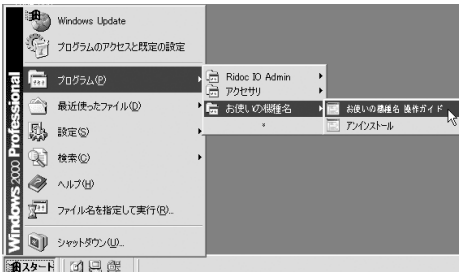 Windows Update
プログラムのアクセスと既定の設定
プログラム(P)
最近使ったファイル(D)
設定(S)
検索(C)
ヘルプ(H)
ファイル名を指定して実行(R)...
シャットダウン(U)...
Windows 2000 Professional
Ridoc IO Admin
アクセサリ
お使いの機種名
お使いの機種名 操作ガイド
アンインストール
スタート